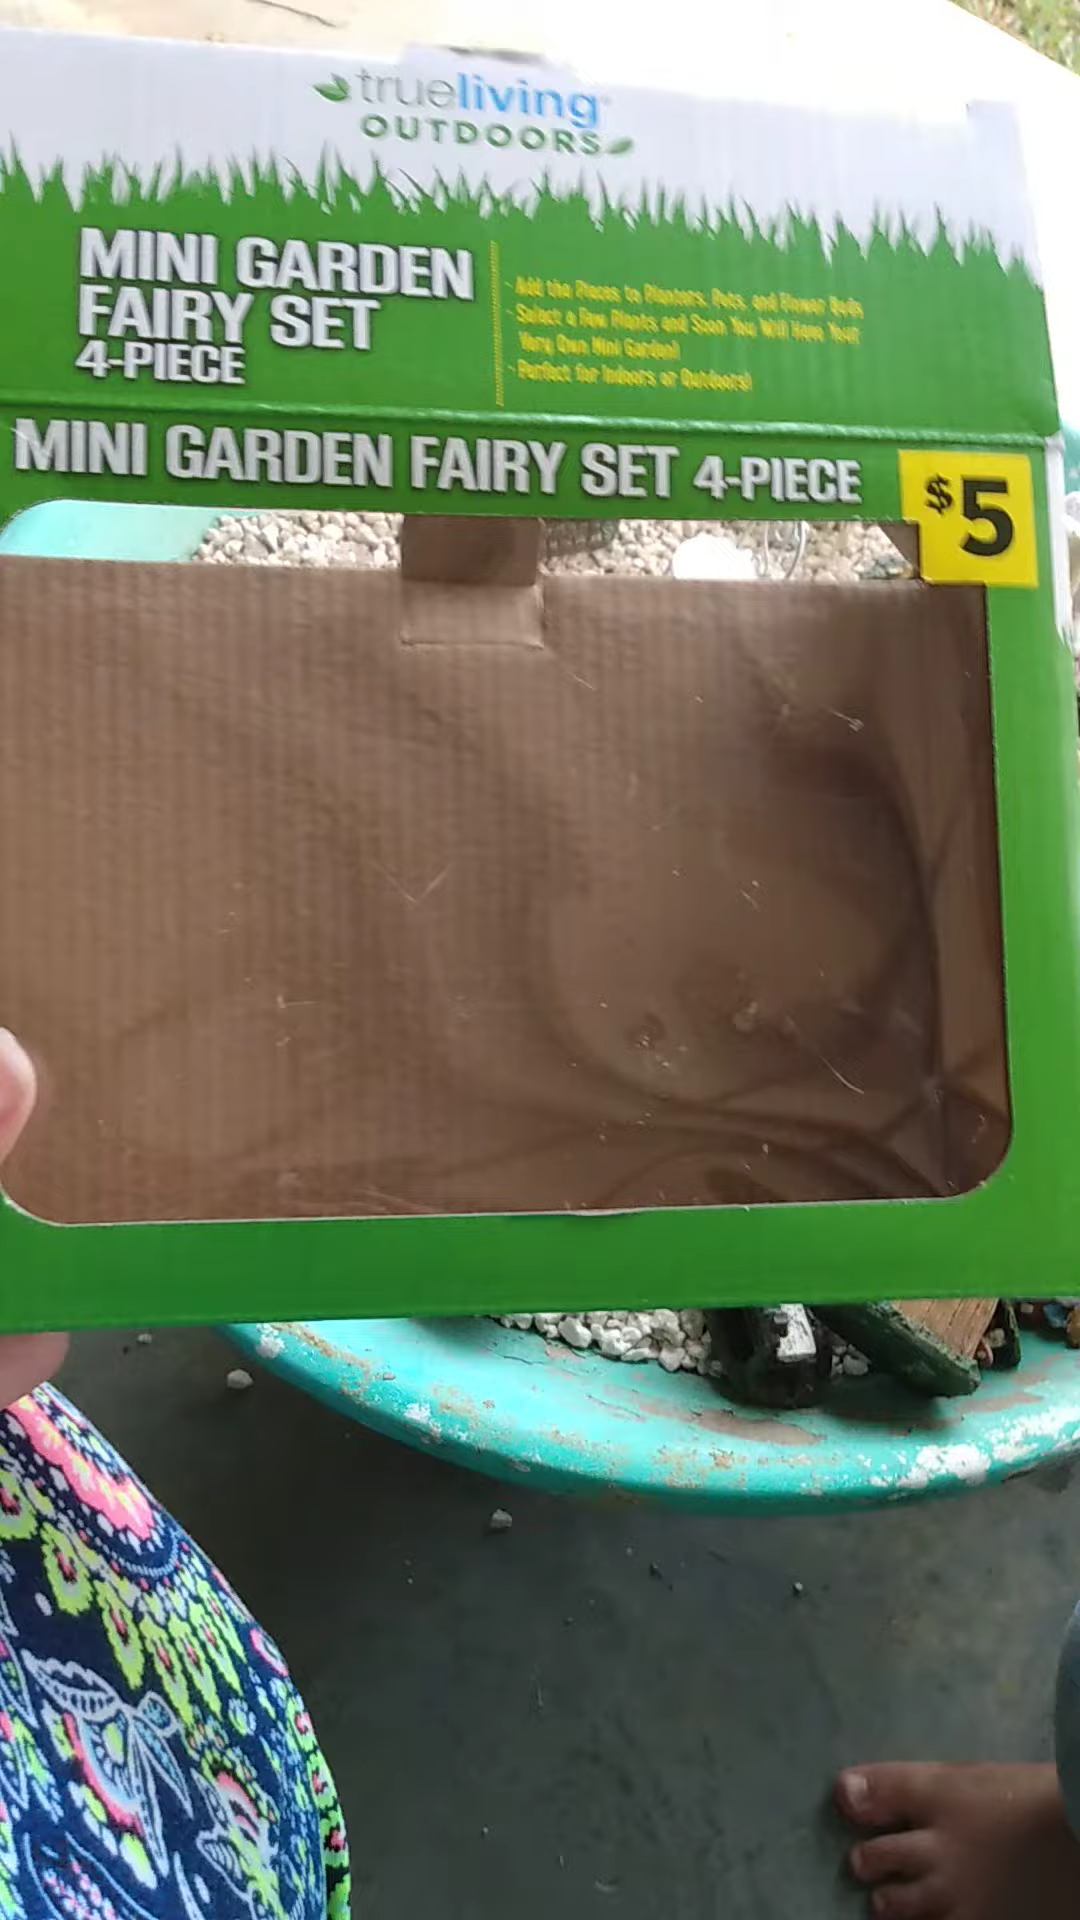 trueliving
OUTDOORS
MINI GARDEN
FAIRY SET
4-PIECE
- Add the Pieces to Planters, Pots, and Flower Beds
- Select a Few Plants and Soon You Will Have Your
Very Own Mini Garden!
- Perfect for Indoors or Outdoors!
MINI GARDEN FAIRY SET 4-PIECE
$5